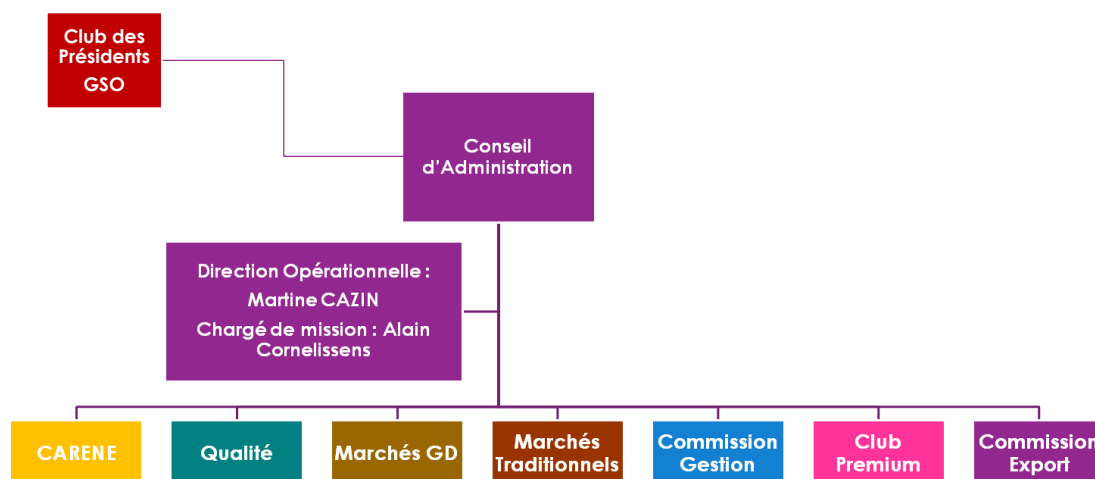 Club des
Présidents
GSO
Conseil
d'Administration
Direction Opérationnelle :
Martine CAZIN
Chargé de mission : Alain
Cornelissens
CARENE
Qualité
Marchés GD
Marchés
Traditionnels
Commission
Gestion
Club
Premium
Commission
Export